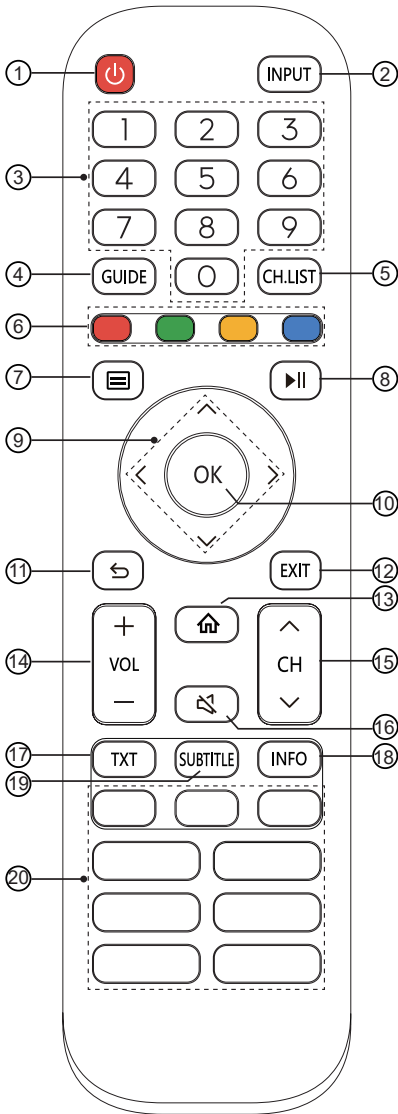 ① INPUT ②
1 2 3
③ 4 5 6
7 8 9
④ GUIDE 0 CH.LIST ⑤
⑥
⑦ ⑧
⑨
OK ⑩
⑪ EXIT ⑫
⑬
+
⑭ VOL CH ⑮
−
⑯
⑰ TXT SUBTITLE INFO ⑱
⑲
⑳